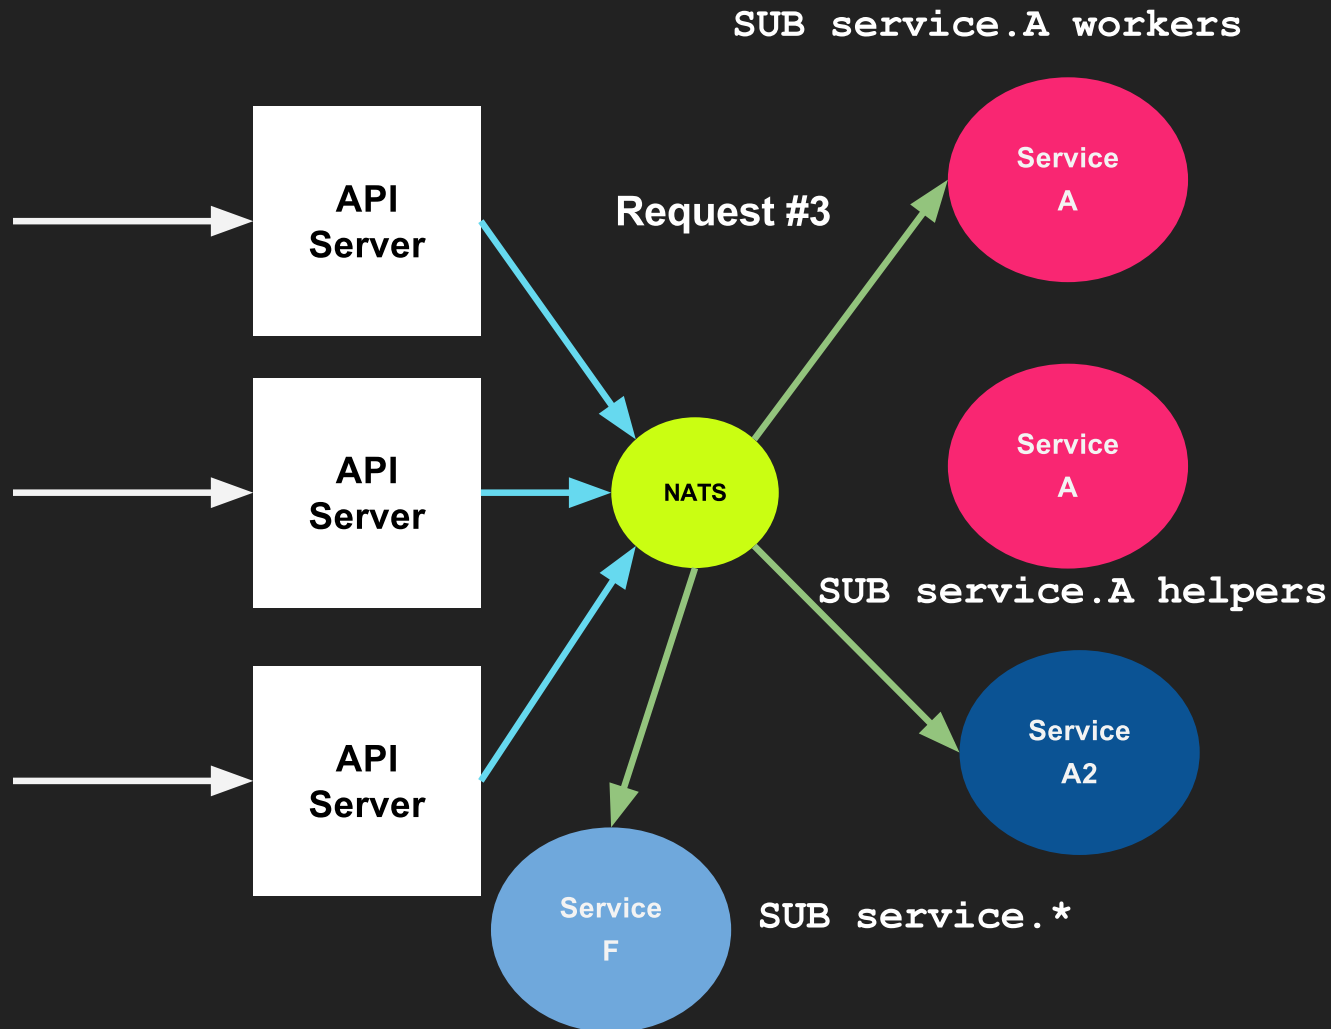 SUB service.A workers
Service
A
API
Server
Request #3
API
Server
NATS
Service
A
SUB service.A helpers
API
Server
Service
A2
Service
F
SUB service.*